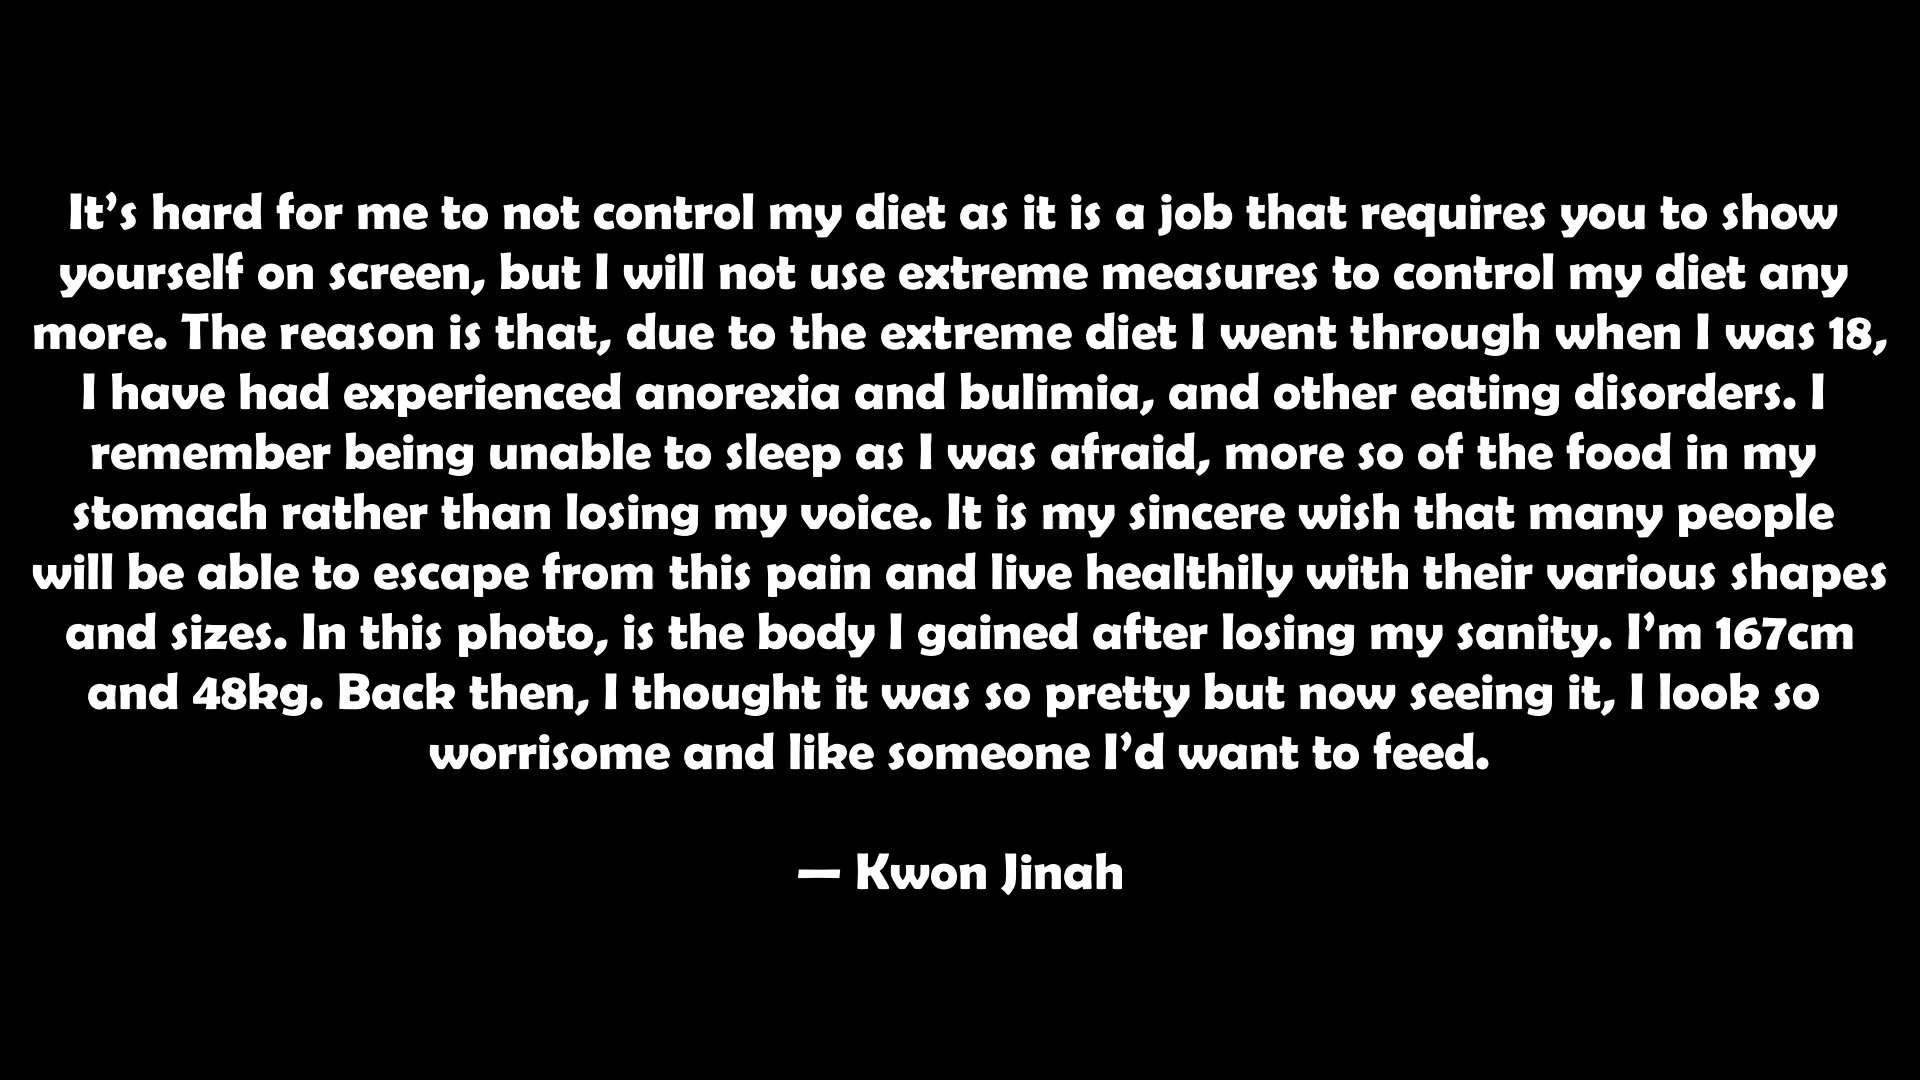 It’s hard for me to not control my diet as it is a job that requires you to show
yourself on screen, but I will not use extreme measures to control my diet any
more. The reason is that, due to the extreme diet I went through when I was 18,
I have had experienced anorexia and bulimia, and other eating disorders. I
remember being unable to sleep as I was afraid, more so of the food in my
stomach rather than losing my voice. It is my sincere wish that many people
will be able to escape from this pain and live healthily with their various shapes
and sizes. In this photo, is the body I gained after losing my sanity. I’m 167cm
and 48kg. Back then, I thought it was so pretty but now seeing it, I look so
worrisome and like someone I’d want to feed.
— Kwon Jinah